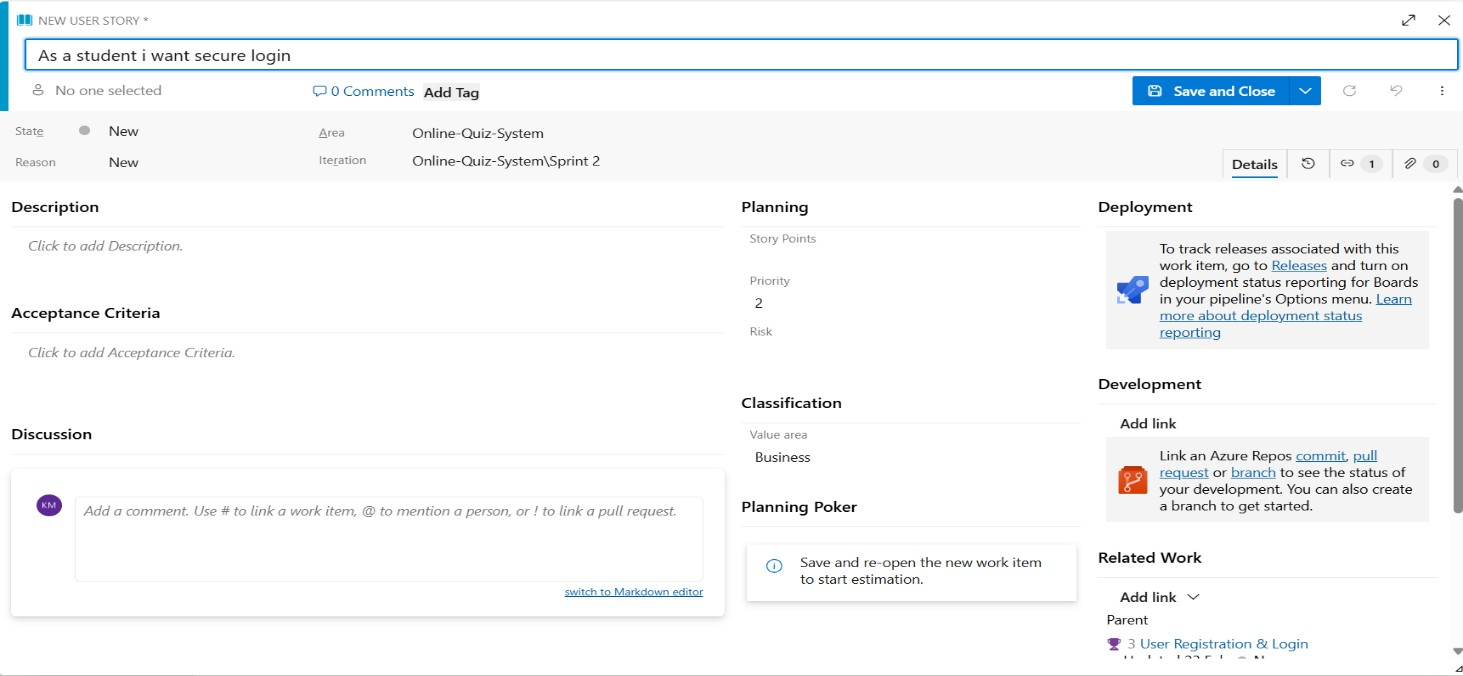 NEW USER STORY *
As a student i want secure login
No one selected
0 Comments
Add Tag
Save and Close
State
New
Area
Online-Quiz-System
Reason
New
Iteration
Online-Quiz-System\Sprint 2
Details
1
0
Description
Click to add Description.
Acceptance Criteria
Click to add Acceptance Criteria.
Discussion
KM
Add a comment. Use # to link a work item, @ to mention a person, or ! to link a pull request.
switch to Markdown editor
Planning
Story Points
Priority
2
Risk
Classification
Value area
Business
Planning Poker
Save and re-open the new work item
to start estimation.
Deployment
To track releases associated with this
work item, go to Releases and turn on
deployment status reporting for Boards
in your pipeline's Options menu. Learn
more about deployment status
reporting
Development
Add link
Link an Azure Repos commit, pull
request or branch to see the status of
your development. You can also create
a branch to get started.
Related Work
Add link
Parent
3 User Registration & Login